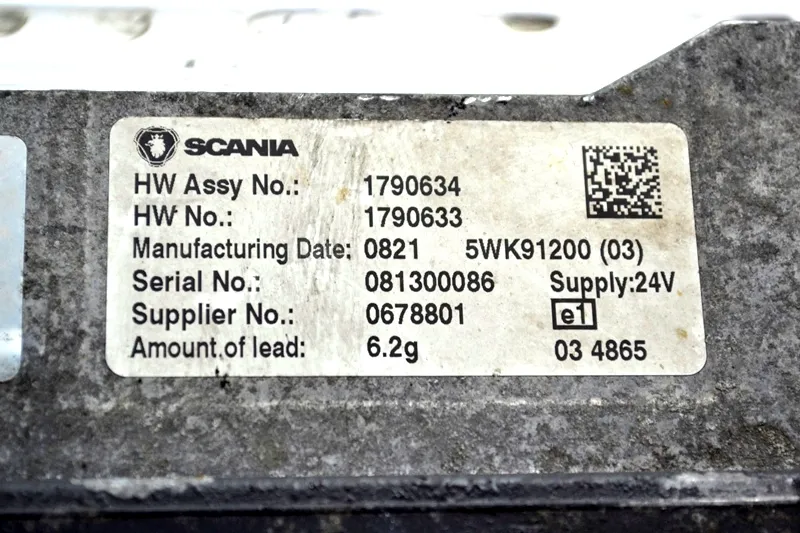 SCANIA
HW Assy No.: 1790634
HW No.: 1790633
Manufacturing Date: 0821 5WK91200 (03)
Serial No.: 081300086 Supply:24V
Supplier No.: 0678801 e1
Amount of lead: 6.2g 03 4865